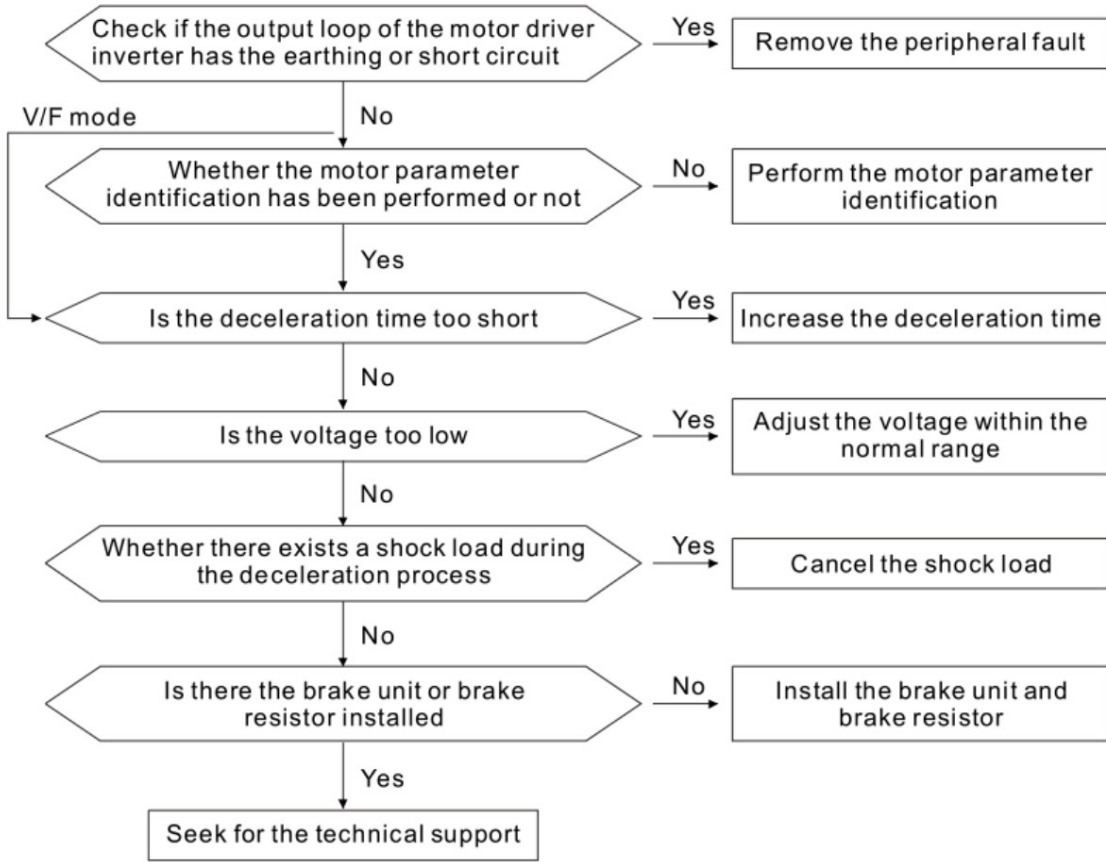 Check if the output loop of the motor driver
inverter has the earthing or short circuit
Yes
Remove the peripheral fault
V/F mode
No
Whether the motor parameter
identification has been performed or not
No
Perform the motor parameter
identification
Yes
Is the deceleration time too short
Yes
Increase the deceleration time
No
Is the voltage too low
Yes
Adjust the voltage within the
normal range
No
Whether there exists a shock load during
the deceleration process
Yes
Cancel the shock load
No
Is there the brake unit or brake
resistor installed
No
Install the brake unit and
brake resistor
Yes
Seek for the technical support